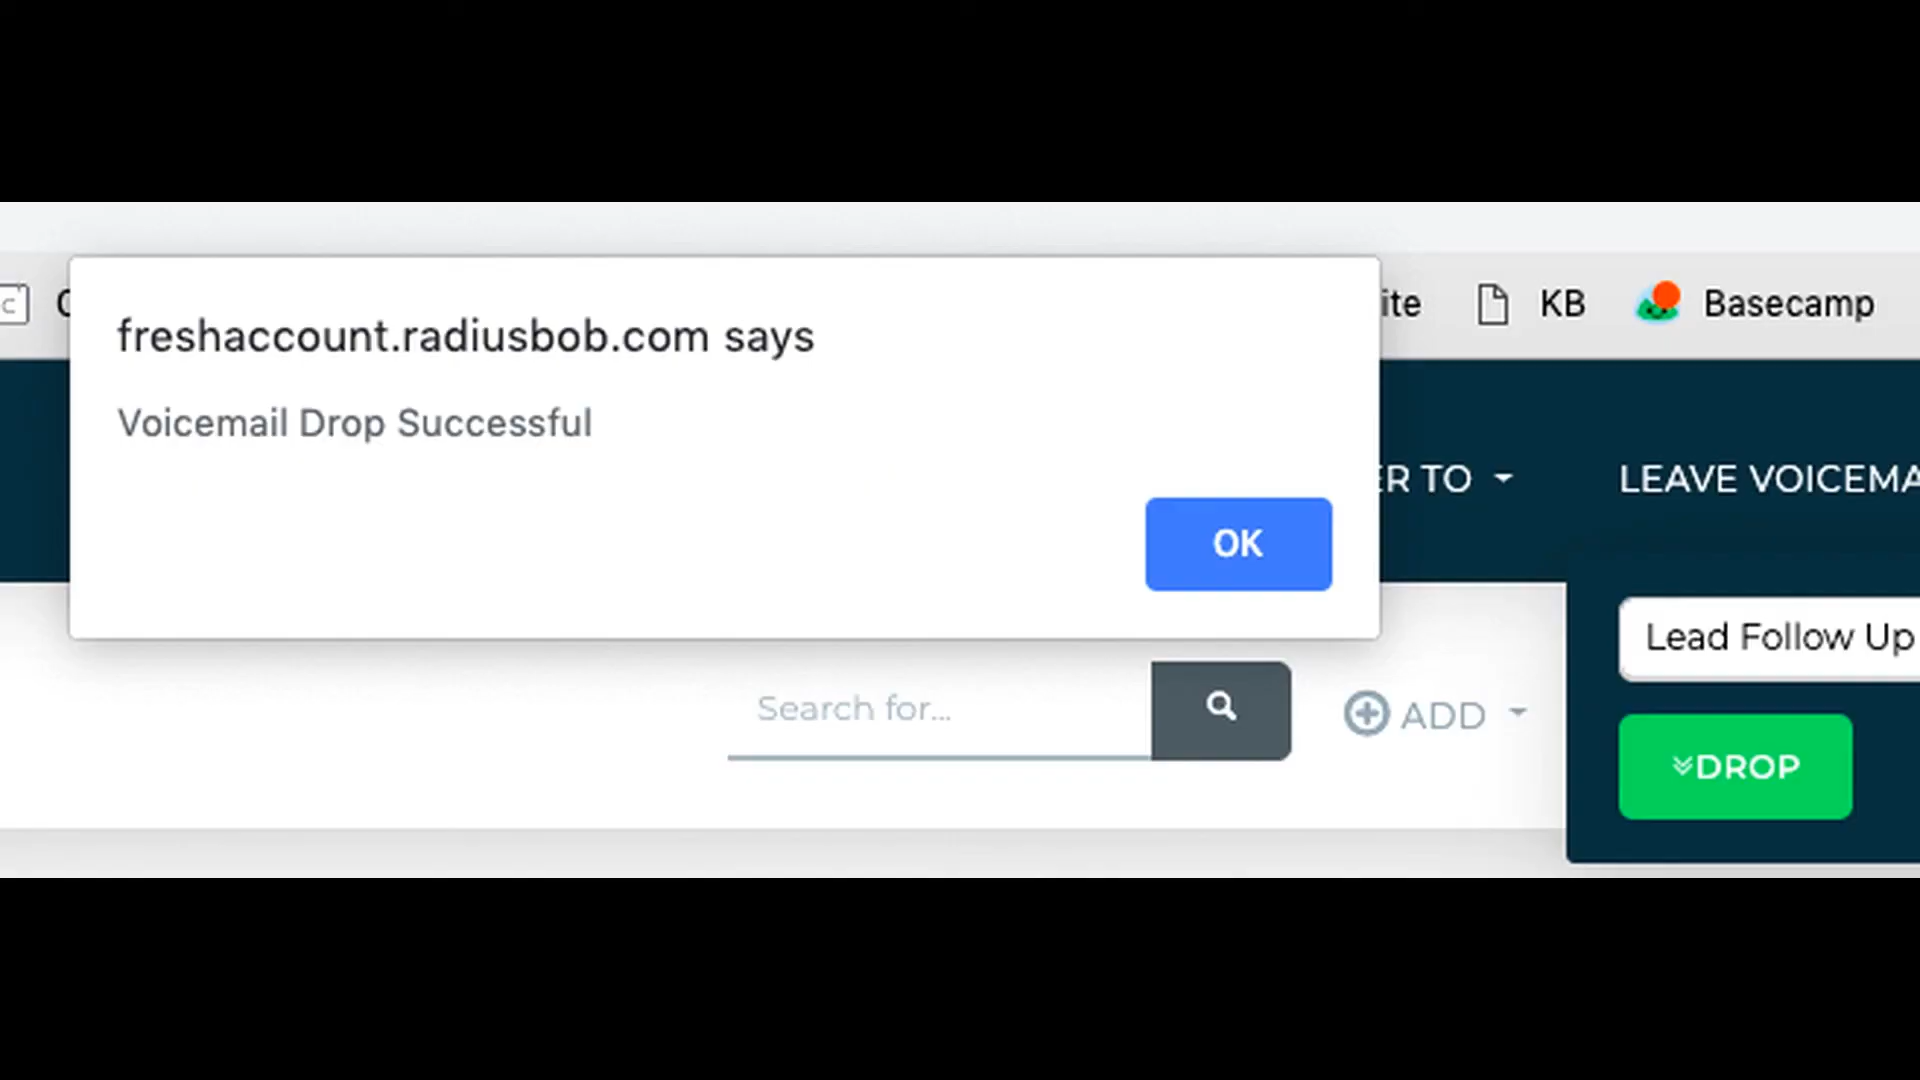 ite KB Basecamp
freshaccount.radiusbob.com says
Voicemail Drop Successful
OK
ER TO LEAVE VOICEMA
Lead Follow Up
Search for...
ADD
DROP